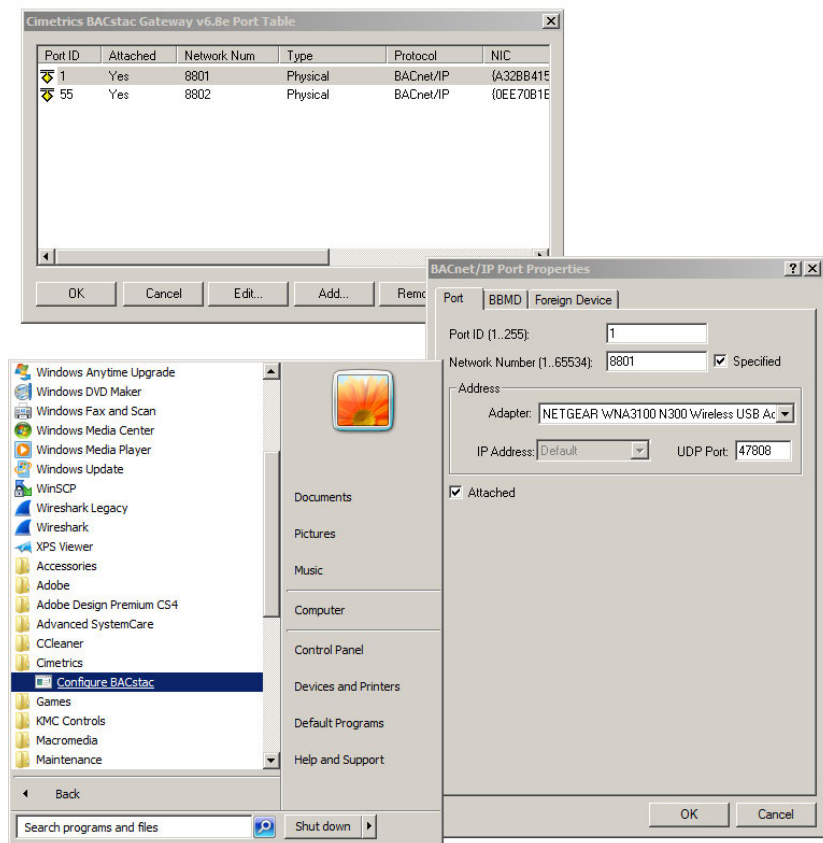 Cimetrics BACstac Gateway v6.8e Port Table
Port ID Attached Network Num Type Protocol NIC
1 Yes 8801 Physical BACnet/IP {A32BB415
55 Yes 8802 Physical BACnet/IP {0EE70B1E
OK Cancel Edit... Add... Remo
BACnet/IP Port Properties
Port BBMD Foreign Device
Port ID (1..255): 1
Network Number (1..65534): 8801 Specified
Address
Adapter: NETGEAR WNA3100 N300 Wireless USB Ac
IP Address: Default UDP Port: 47808
Attached
OK Cancel
Windows Anytime Upgrade
Windows DVD Maker
Windows Fax and Scan
Windows Media Center
Windows Media Player
Windows Update
WinSCP
Wireshark Legacy
Wireshark
XPS Viewer
Accessories
Adobe
Adobe Design Premium CS4
Advanced SystemCare
CCleaner
Cimetrics
Configure BACstac
Games
KMC Controls
Macromedia
Maintenance
Back
Search programs and files
Documents
Pictures
Music
Computer
Control Panel
Devices and Printers
Default Programs
Help and Support
Shut down